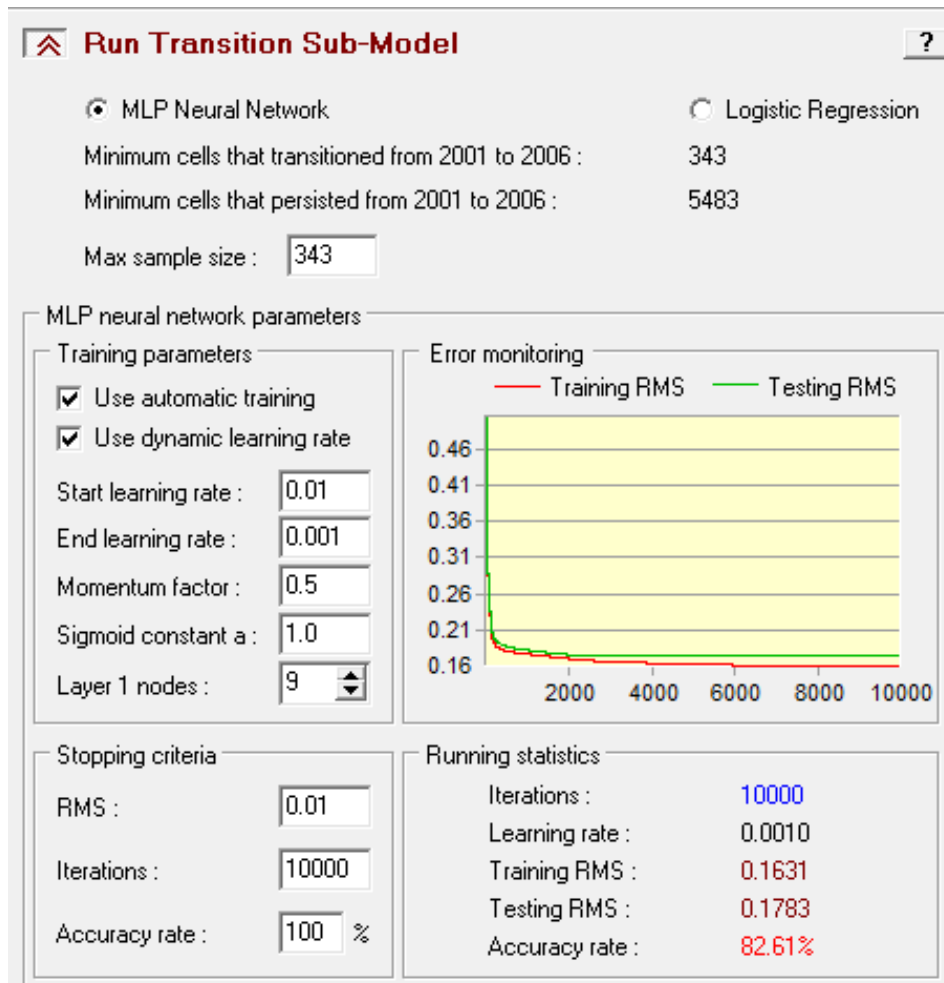 Run Transition Sub-Model
?
MLP Neural Network
Logistic Regression
Minimum cells that transitioned from 2001 to 2006 : 343
Minimum cells that persisted from 2001 to 2006 : 5483
Max sample size : 343
MLP neural network parameters
Training parameters
Use automatic training
Use dynamic learning rate
Start learning rate : 0.01
End learning rate : 0.001
Momentum factor : 0.5
Sigmoid constant a : 1.0
Layer 1 nodes : 9
Error monitoring
Training RMS
Testing RMS
0.46
0.41
0.36
0.31
0.26
0.21
0.16
2000 4000 6000 8000 10000
Stopping criteria
RMS : 0.01
Iterations : 10000
Accuracy rate : 100 %
Running statistics
Iterations : 10000
Learning rate : 0.0010
Training RMS : 0.1631
Testing RMS : 0.1783
Accuracy rate : 82.61%